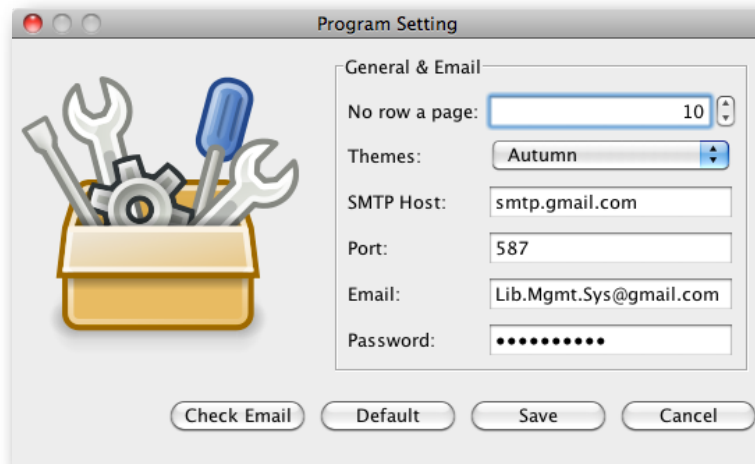 Program Setting
General & Email
No row a page: 10
Themes: Autumn
SMTP Host: smtp.gmail.com
Port: 587
Email: Lib.Mgmt.Sys@gmail.com
Password: ••••••••••
Check Email Default Save Cancel